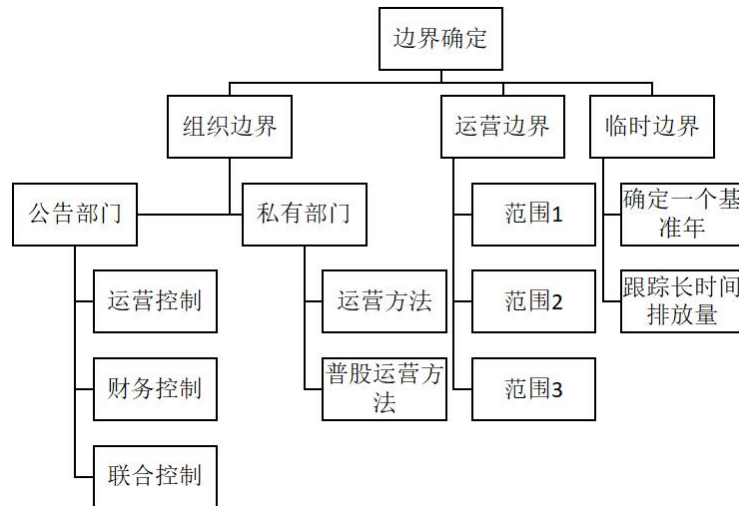 边界确定
组织边界
运营边界
临时边界
公告部门
私有部门
范围1
确定一个基
准年
运营控制
运营方法
范围2
跟踪长时间
排放量
财务控制
普股运营方
法
范围3
联合控制